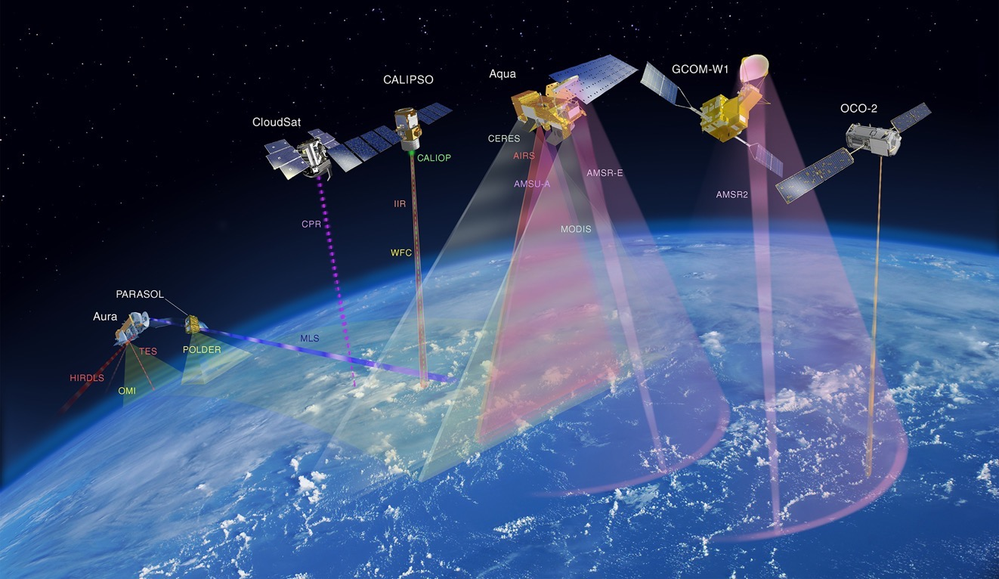 CALIPSO
Aqua
GCOM-W1
OCO-2
CloudSat
CERES
AIRS
CALIOP
AMSU-A
AMSR-E
AMSR2
IIR
CPR
MODIS
WFC
PARASOL
Aura
MLS
TES
POLDER
HIRDLS
OMI